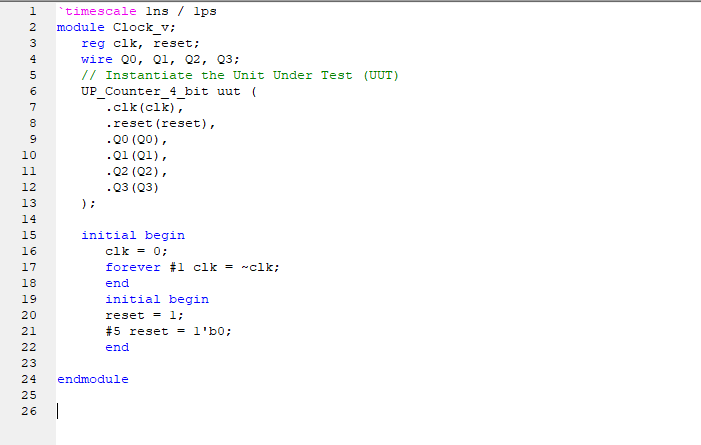 1 `timescale 1ns / 1ps
2 module Clock_v;
3 reg clk, reset;
4 wire Q0, Q1, Q2, Q3;
5 // Instantiate the Unit Under Test (UUT)
6 UP_Counter_4_bit uut (
7 .clk(clk),
8 .reset(reset),
9 .Q0(Q0),
10 .Q1(Q1),
11 .Q2(Q2),
12 .Q3(Q3)
13 );
14
15 initial begin
16 clk = 0;
17 forever #1 clk = ~clk;
18 end
19 initial begin
20 reset = 1;
21 #5 reset = 1'b0;
22 end
23
24 endmodule
25
26